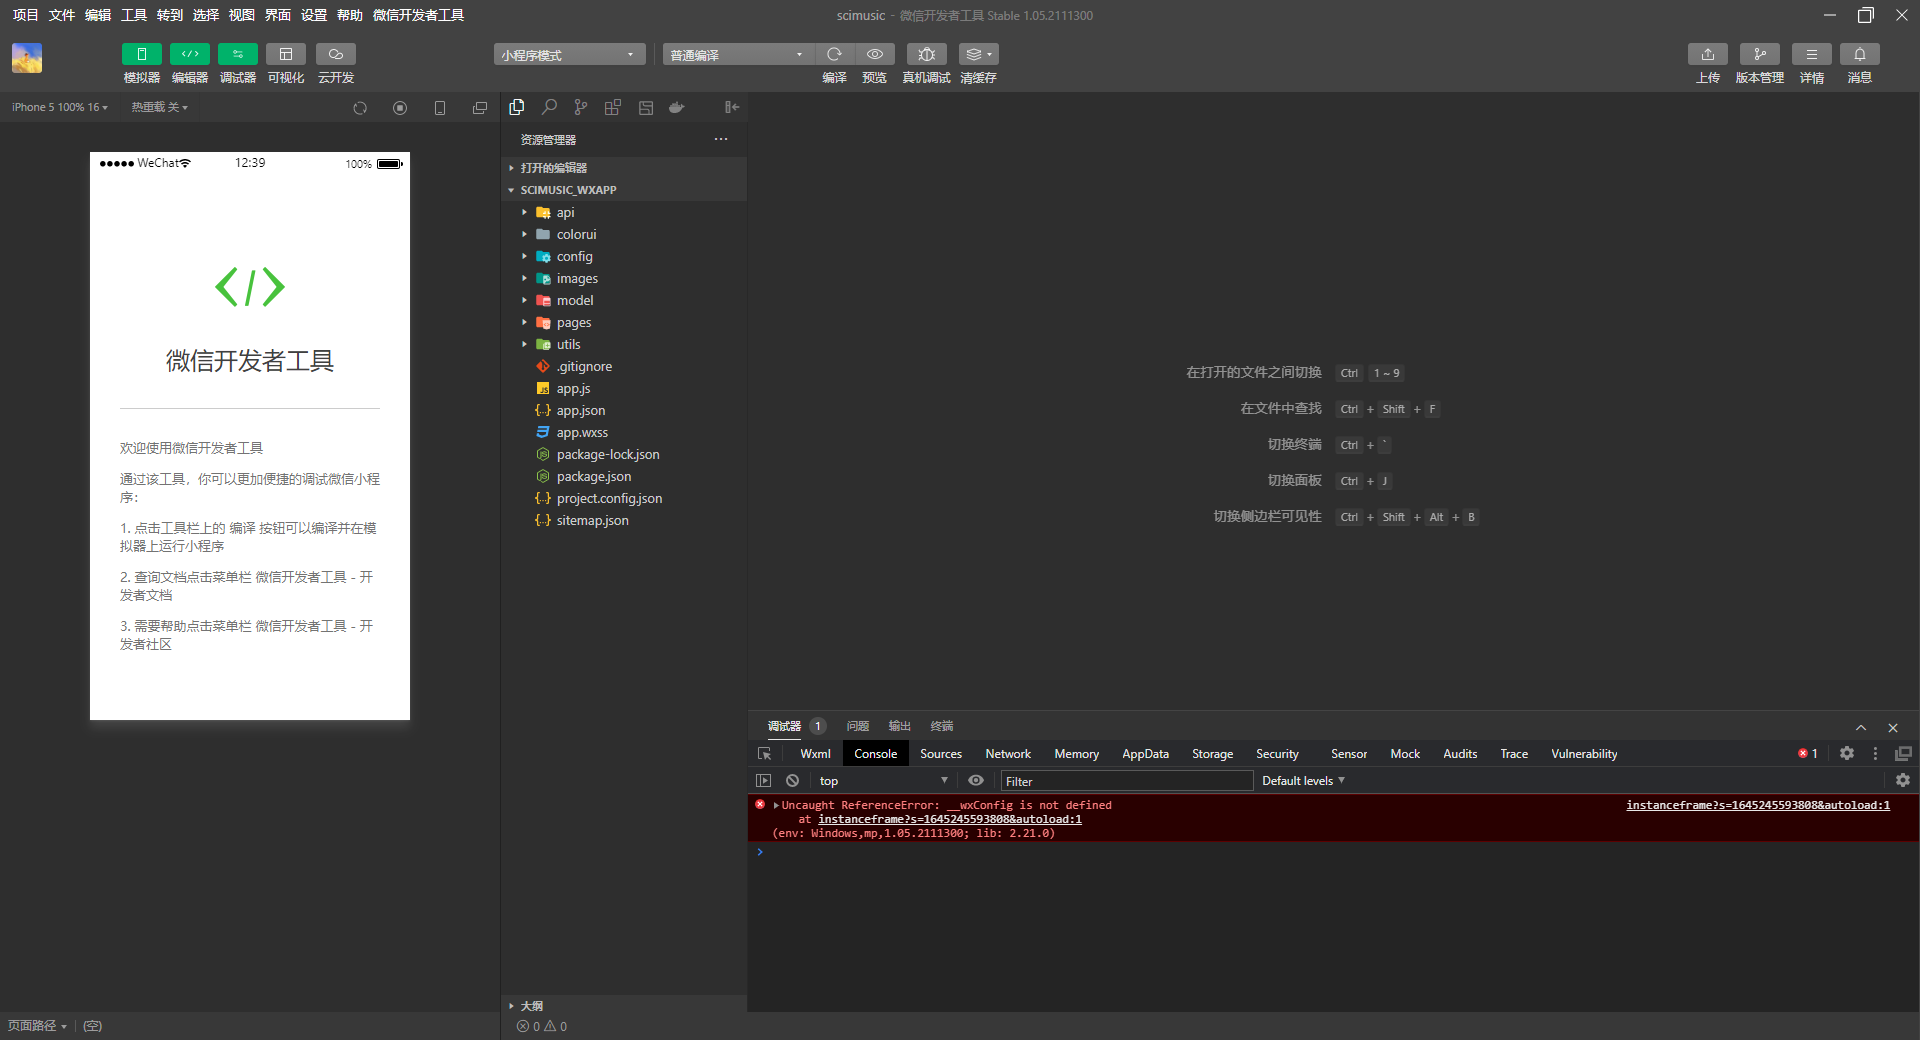 项目 文件 编辑 工具 转到 选择 视图 界面 设置 帮助 微信开发者工具
scimusic - 微信开发者工具 Stable 1.05.2111300
模拟器 编辑器 调试器 可视化 云开发
小程序模式
普通编译
编译 预览 真机调试 清缓存
上传 版本管理 详情 消息
iPhone 5 100% 16
热重载 关
WeChat 12:39 100%
微信开发者工具
欢迎使用微信开发者工具
通过该工具，你可以更加便捷的调试微信小程
序：
1. 点击工具栏上的 编译 按钮可以编译并在模
拟器上运行小程序
2. 查询文档点击菜单栏 微信开发者工具 - 开
发者文档
3. 需要帮助点击菜单栏 微信开发者工具 - 开
发者社区
页面路径 | (空)
资源管理器 ...
打开的编辑器
SCIMUSIC_WXAPP
api
colorui
config
images
model
pages
utils
.gitignore
app.js
app.json
app.wxss
package-lock.json
package.json
project.config.json
sitemap.json
大纲
0 0
在打开的文件之间切换 Ctrl 1 ~ 9
在文件中查找 Ctrl + Shift + F
切换终端 Ctrl + `
切换面板 Ctrl + J
切换侧边栏可见性 Ctrl + Shift + Alt + B
调试器 1 问题 输出 终端
Wxml Console Sources Network Memory AppData Storage Security Sensor Mock Audits Trace Vulnerability 1
top Filter Default levels
Uncaught ReferenceError: __wxConfig is not defined instanceframe?s=1645245593808&autoload:1
at instanceframe?s=1645245593808&autoload:1
(env: Windows,mp,1.05.2111300; lib: 2.21.0)